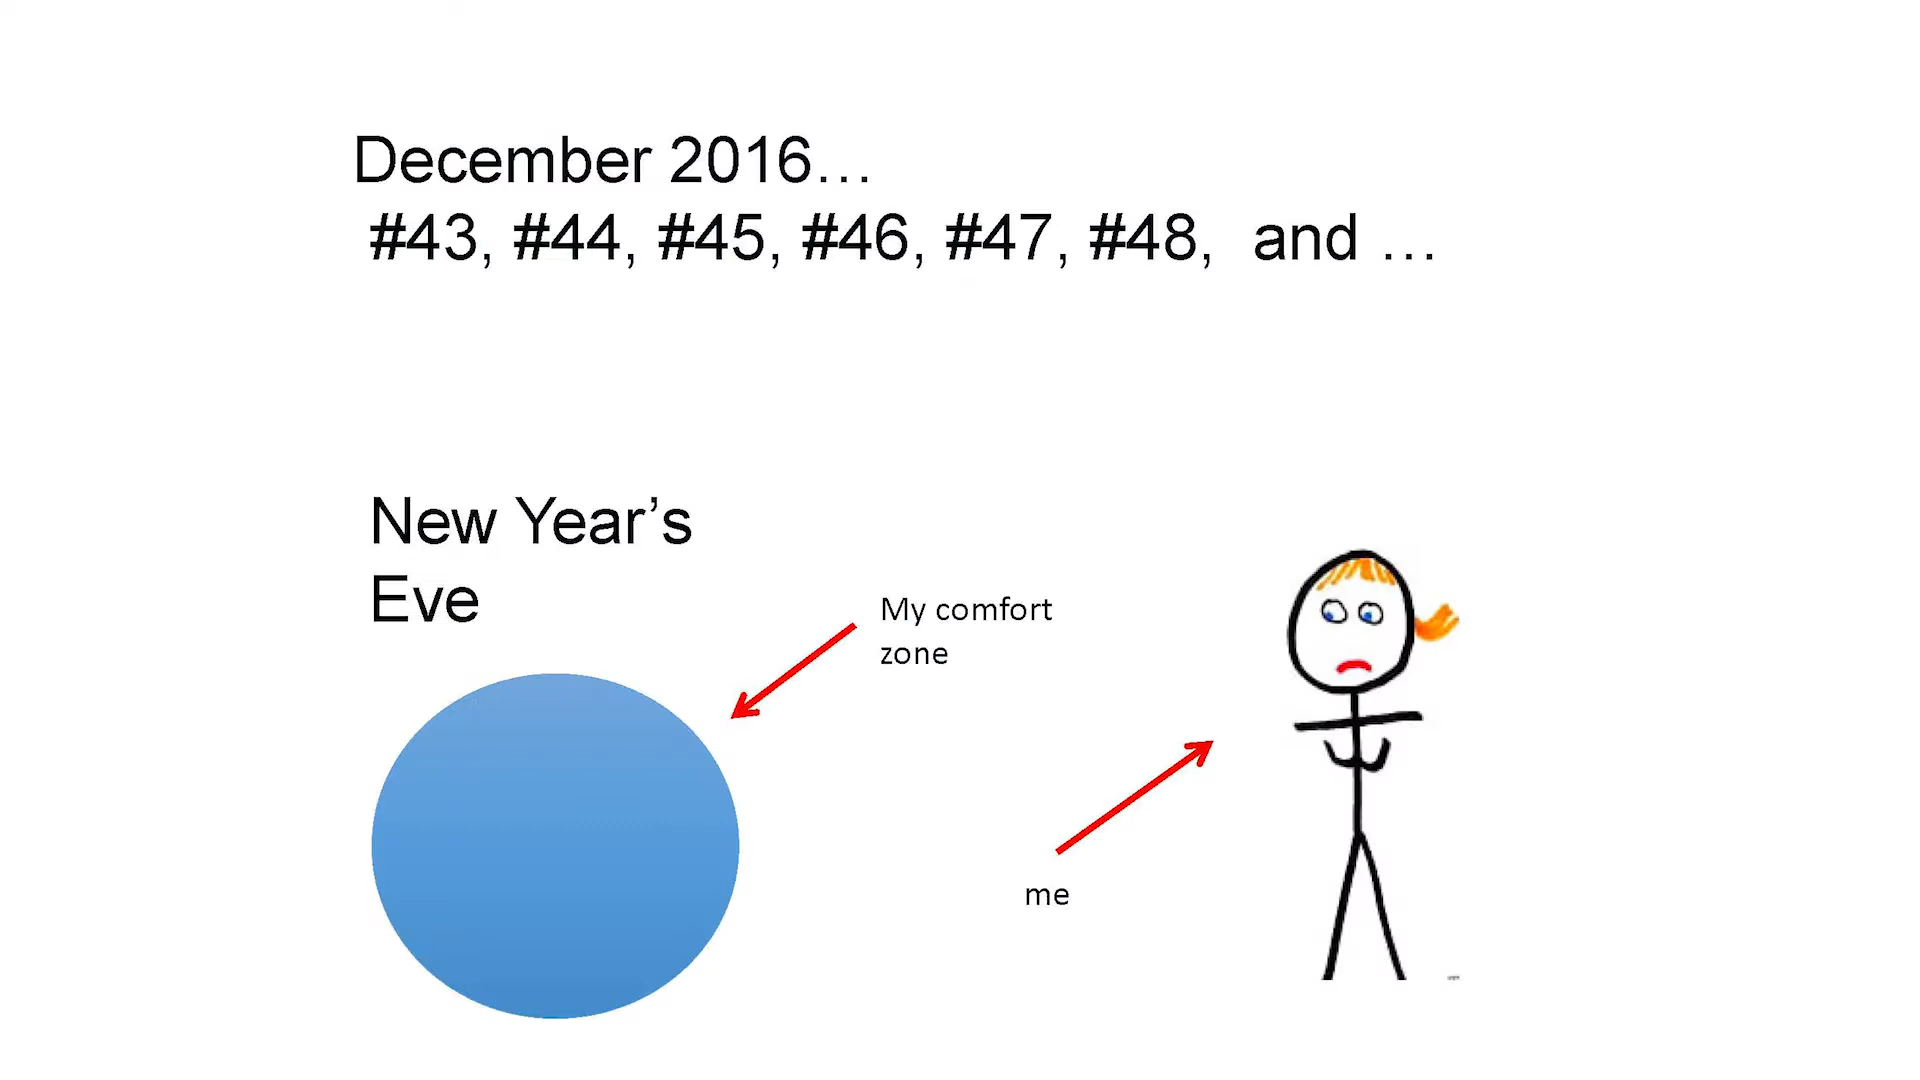 December 2016…
#43, #44, #45, #46, #47, #48, and …
New Year’s
Eve
My comfort
zone
me